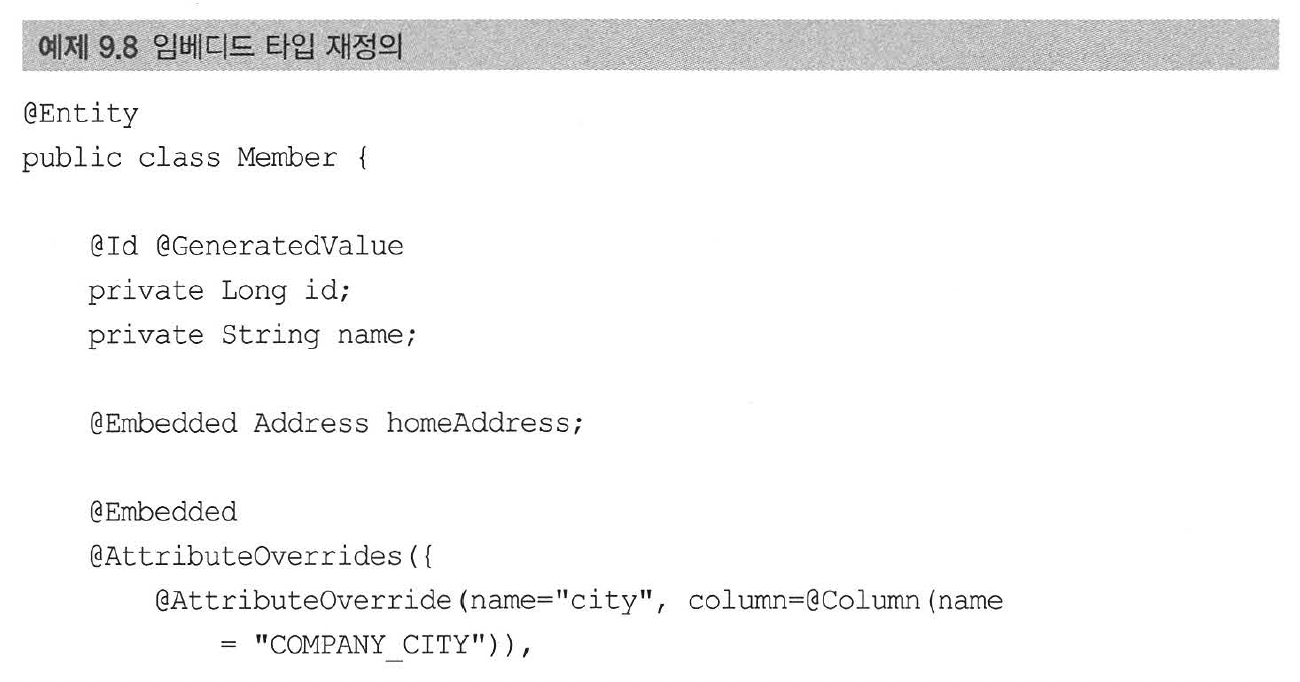 예제 9.8 임베디드 타입 재정의
@Entity
public class Member {
@Id @GeneratedValue
private Long id;
private String name;
@Embedded Address homeAddress;
@Embedded
@AttributeOverrides({
@AttributeOverride(name="city", column=@Column(name
= "COMPANY_CITY")),